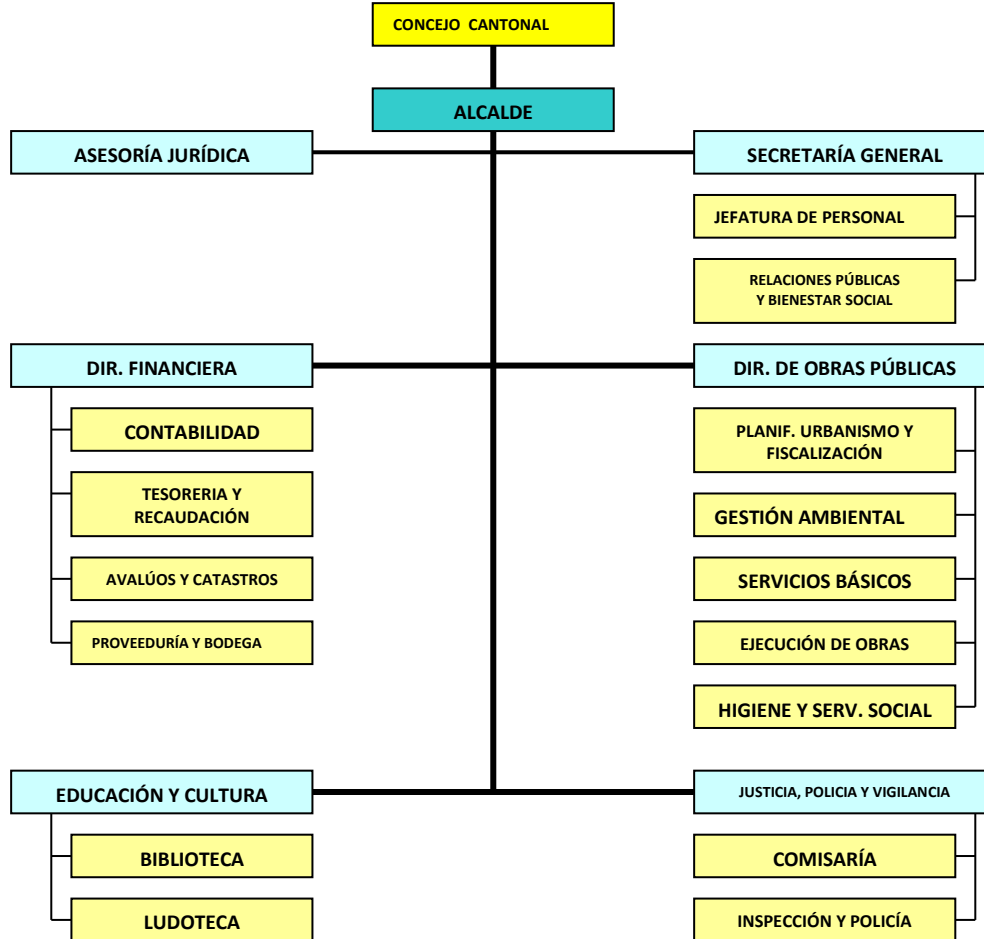 CONCEJO CANTONAL
ALCALDE
ASESORÍA JURÍDICA
SECRETARÍA GENERAL
JEFATURA DE PERSONAL
RELACIONES PÚBLICAS
Y BIENESTAR SOCIAL
DIR. FINANCIERA
CONTABILIDAD
TESORERIA Y
RECAUDACIÓN
AVALÚOS Y CATASTROS
PROVEEDURÍA Y BODEGA
DIR. DE OBRAS PÚBLICAS
PLANIF. URBANISMO Y
FISCALIZACIÓN
GESTIÓN AMBIENTAL
SERVICIOS BÁSICOS
EJECUCIÓN DE OBRAS
HIGIENE Y SERV. SOCIAL
EDUCACIÓN Y CULTURA
BIBLIOTECA
LUDOTECA
JUSTICIA, POLICIA Y VIGILANCIA
COMISARÍA
INSPECCIÓN Y POLICÍA